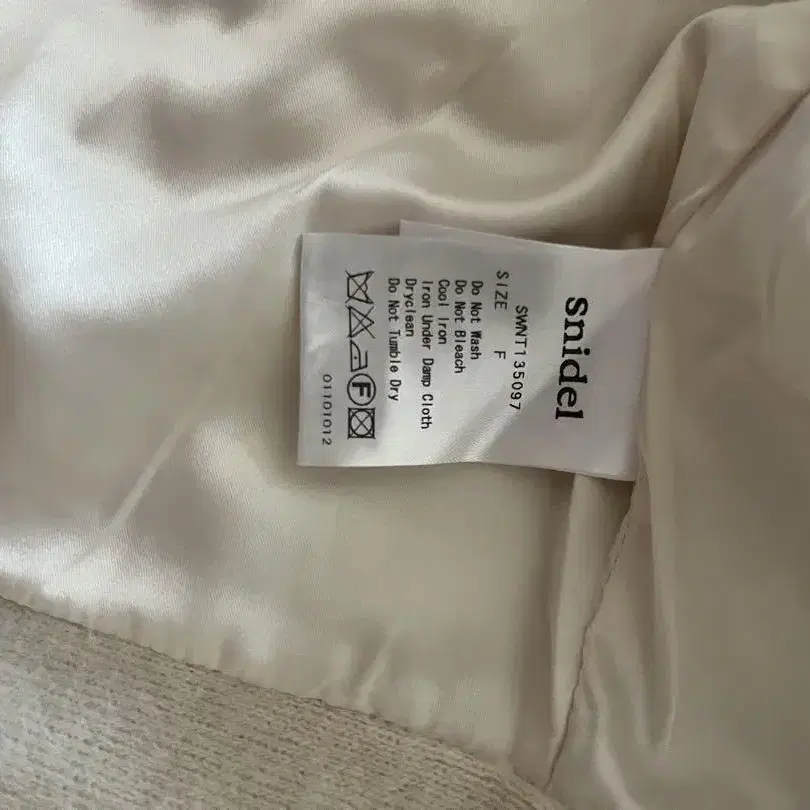 Snidel
SWNT135097
SIZE F
Do Not Wash
Do Not Bleach
Cool Iron
Iron Under Damp Cloth
Dryclean
Do Not Tumble Dry
F
01101012